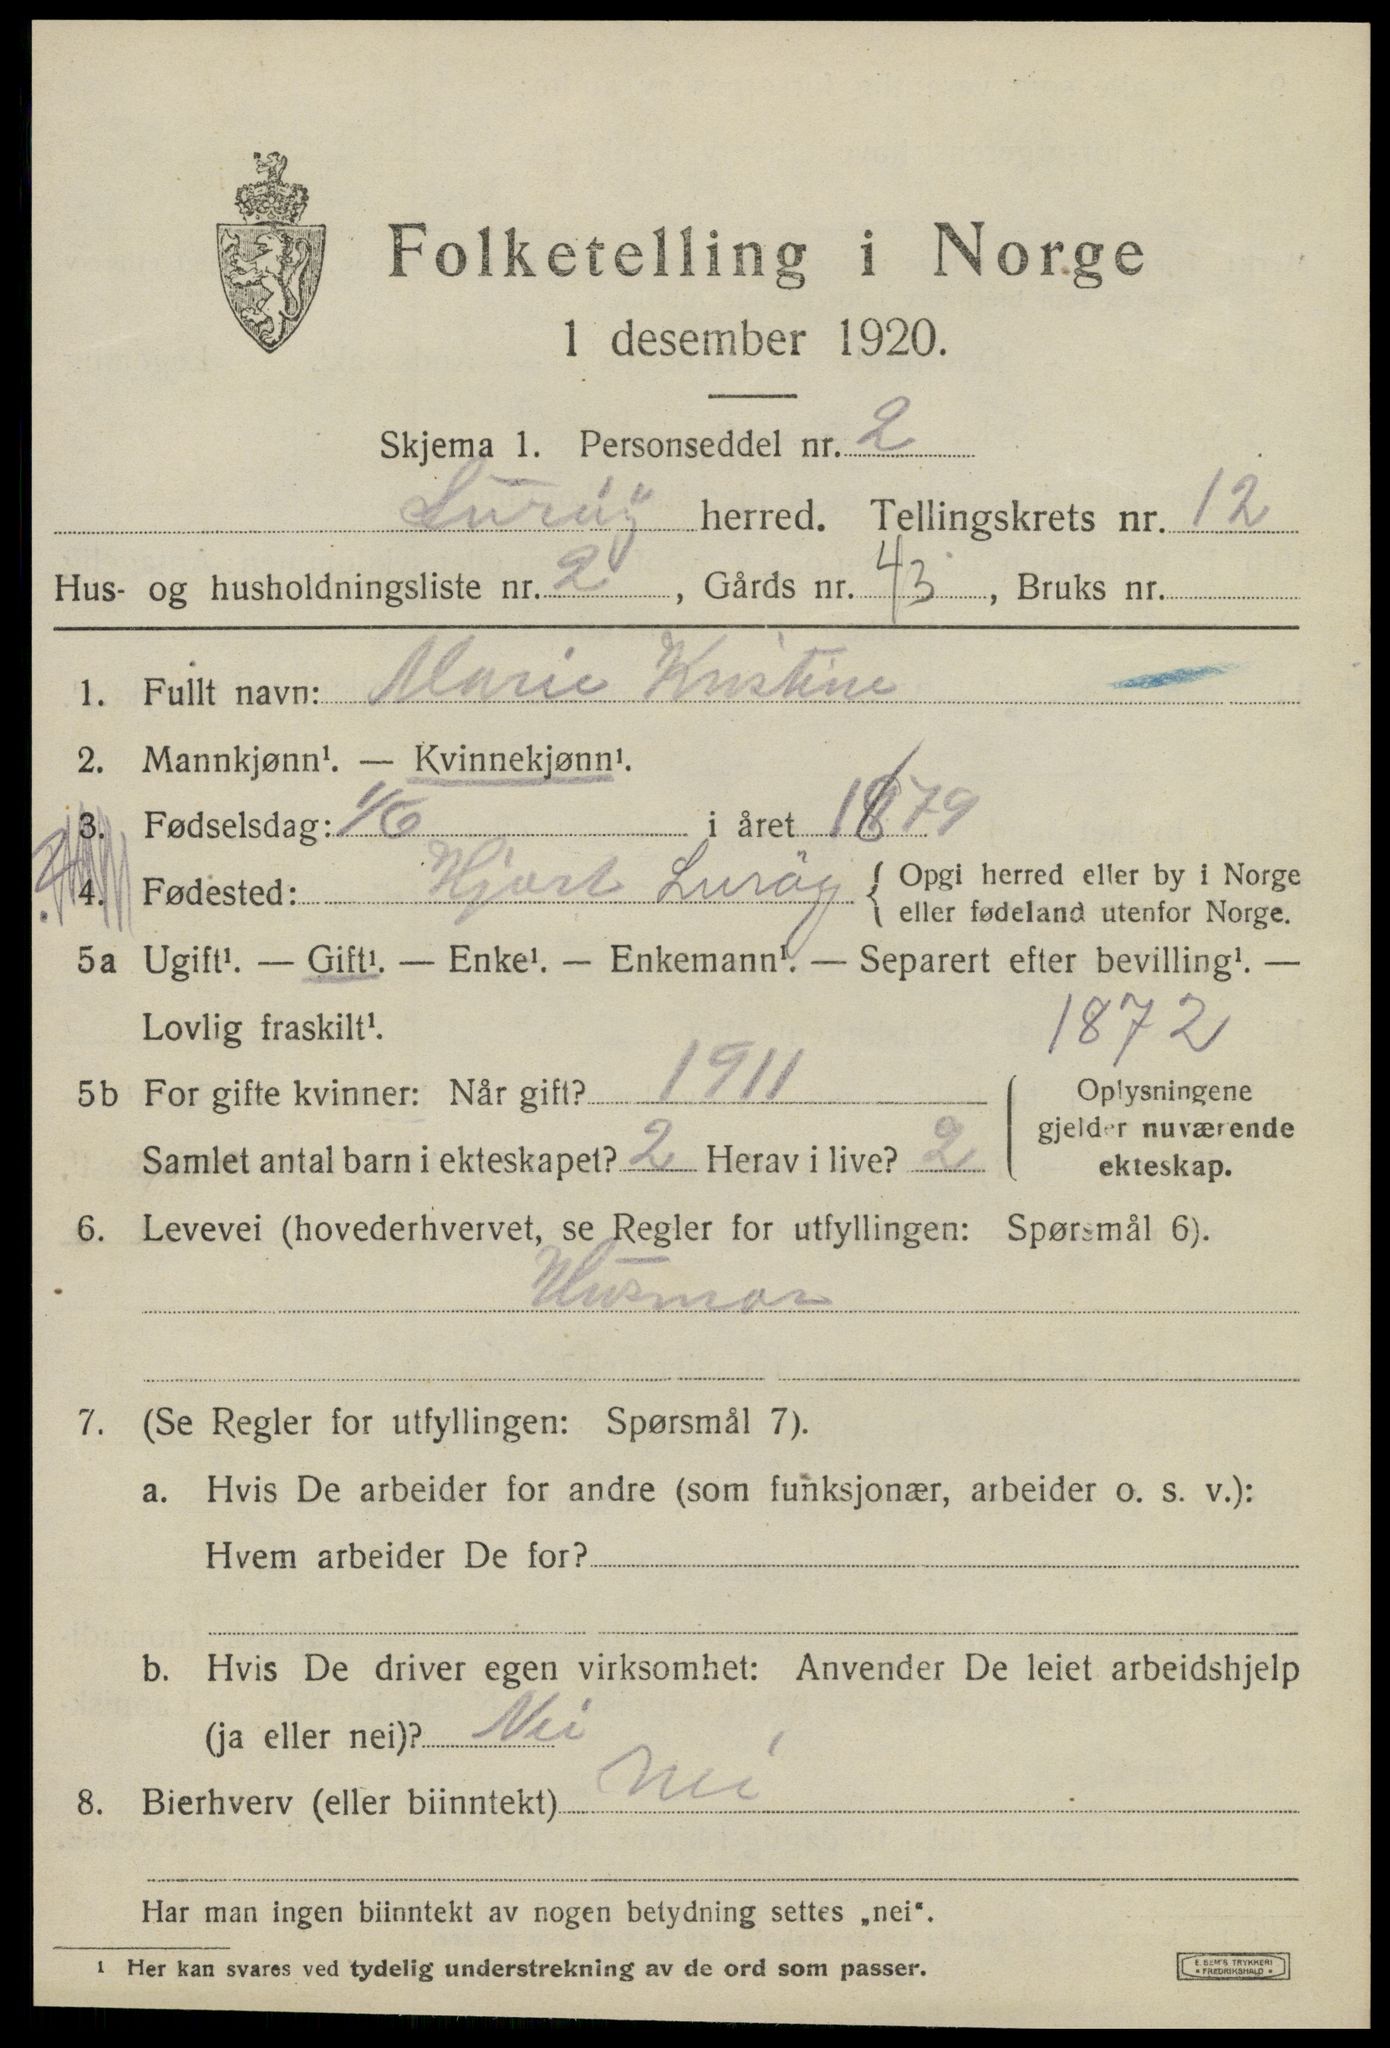 Folketelling i Norge
1 desember 1920.
Skjema 1. Personseddel nr. 2
Lurøy herred. Tellingskrets nr. 12
Hus- og husholdningsliste nr. 2, Gårds nr. 43, Bruks nr.
1. Fullt navn: Marie Kristine
2. Mannkjønn¹. — Kvinnekjønn¹.
3. Fødselsdag: 1/6 i året 1879
4. Fødested: Hjart Lurøy { Opgi herred eller by i Norge
eller fødeland utenfor Norge.
5a Ugift¹. — Gift¹. — Enke¹. — Enkemann¹. — Separert efter bevilling¹. —
Lovlig fraskilt¹. 1872
5b For gifte kvinner: Når gift? 1911
Samlet antal barn i ekteskapet? 2 Herav i live? 2
Oplysningene
gjelder nuværende
ekteskap.
6. Levevei (hovederhvervet, se Regler for utfyllingen: Spørsmål 6).
Husmor
7. (Se Regler for utfyllingen: Spørsmål 7).
a. Hvis De arbeider for andre (som funksjonær, arbeider o. s. v.):
Hvem arbeider De for?
b. Hvis De driver egen virksomhet: Anvender De leiet arbeidshjelp
(ja eller nei)? Nei
8. Bierhverv (eller biinntekt) Nei
Har man ingen biinntekt av nogen betydning settes „nei“.
¹ Her kan svares ved tydelig understrekning av de ord som passer.
E. SEM'S TRYKKERI
• FREDRIKSHALD •